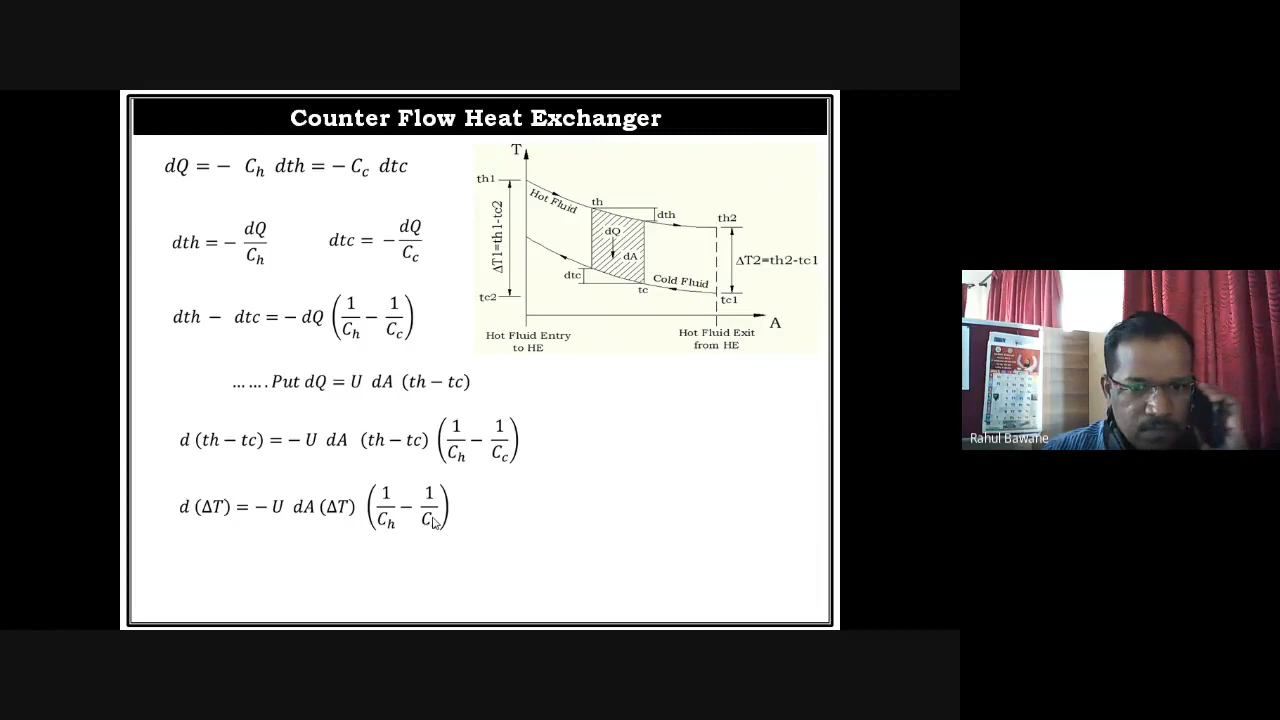 Counter Flow Heat Exchanger
dQ = − C_h dth = − C_c dtc
dth = − dQ/C_h    dtc = − dQ/C_c
dth − dtc = − dQ (1/C_h − 1/C_c)
… … . Put dQ = U dA (th − tc)
d (th − tc) = − U dA (th − tc) (1/C_h − 1/C_c)
d (ΔT) = − U dA (ΔT) (1/C_h − 1/C
T
th1
Hot Fluid
th
dth
th2
ΔT1=th1-tc2
dQ
dA
ΔT2=th2-tc1
dtc
Cold Fluid
tc
tc2
tc1
A
Hot Fluid Entry
to HE
Hot Fluid Exit
from HE
Rahul Bawane